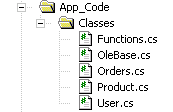 App_Code
Classes
Functions.cs
OleBase.cs
Orders.cs
Product.cs
User.cs